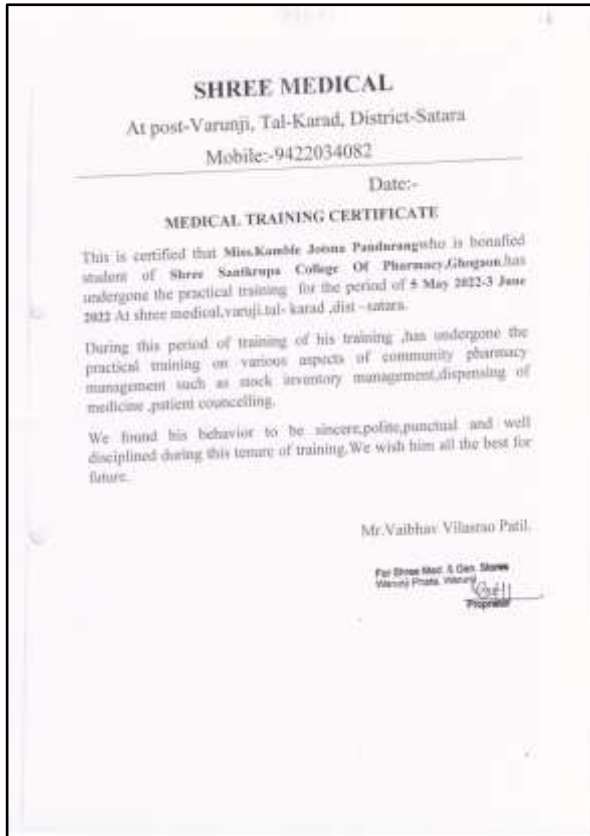 SHREE MEDICAL
At post-Varunji, Tal-Karad, District-Satara
Mobile:-9422034082
Date:-
MEDICAL TRAINING CERTIFICATE
This is certified that Miss.Kamble Joena Pandurangwho is bonafied
student of Shree Santkrupa College Of Pharmacy,Ghogaon.has
undergone the practical training for the period of 5 May 2022-3 June
2022 At shree medical,varuji.tal- karad ,dist –satara.
During this period of training of his training ,has undergone the
practical training on various aspects of community pharmacy
management such as stock inventory management,dispensing of
medicine ,patient councelling.
We found his behavior to be sincere,polite,punctual and well
disciplined during this tenure of training.We wish him all the best for
future.
Mr.Vaibhav Vilasrao Patil.
For Shree Med. & Gen. Stores
Warunji Phata, Warunji
Proprietor